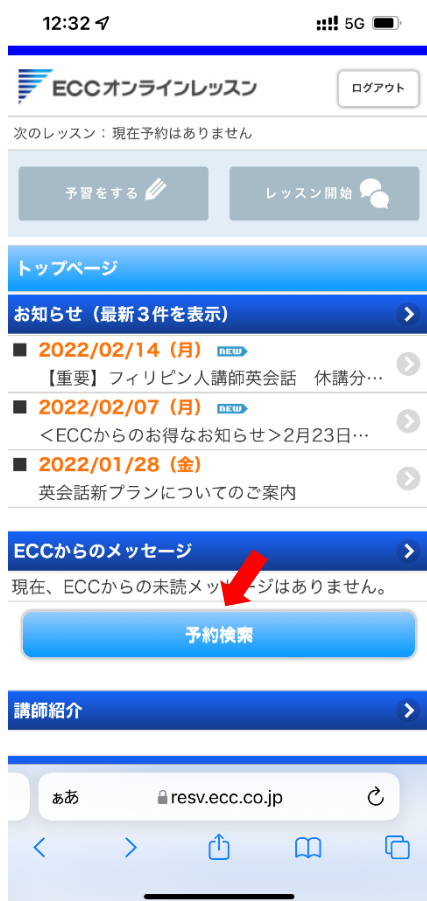 12:32
5G
ECCオンラインレッスン
ログアウト
次のレッスン：現在予約はありません
予習をする
レッスン開始
トップページ
お知らせ（最新３件を表示）
2022/02/14（月） NEW
【重要】フィリピン人講師英会話　休講分…
2022/02/07（月） NEW
<ECCからのお得なお知らせ>2月23日…
2022/01/28（金）
英会話新プランについてのご案内
ECCからのメッセージ
現在、ECCからの未読メッセージはありません。
予約検索
講師紹介
ぁあ
resv.ecc.co.jp